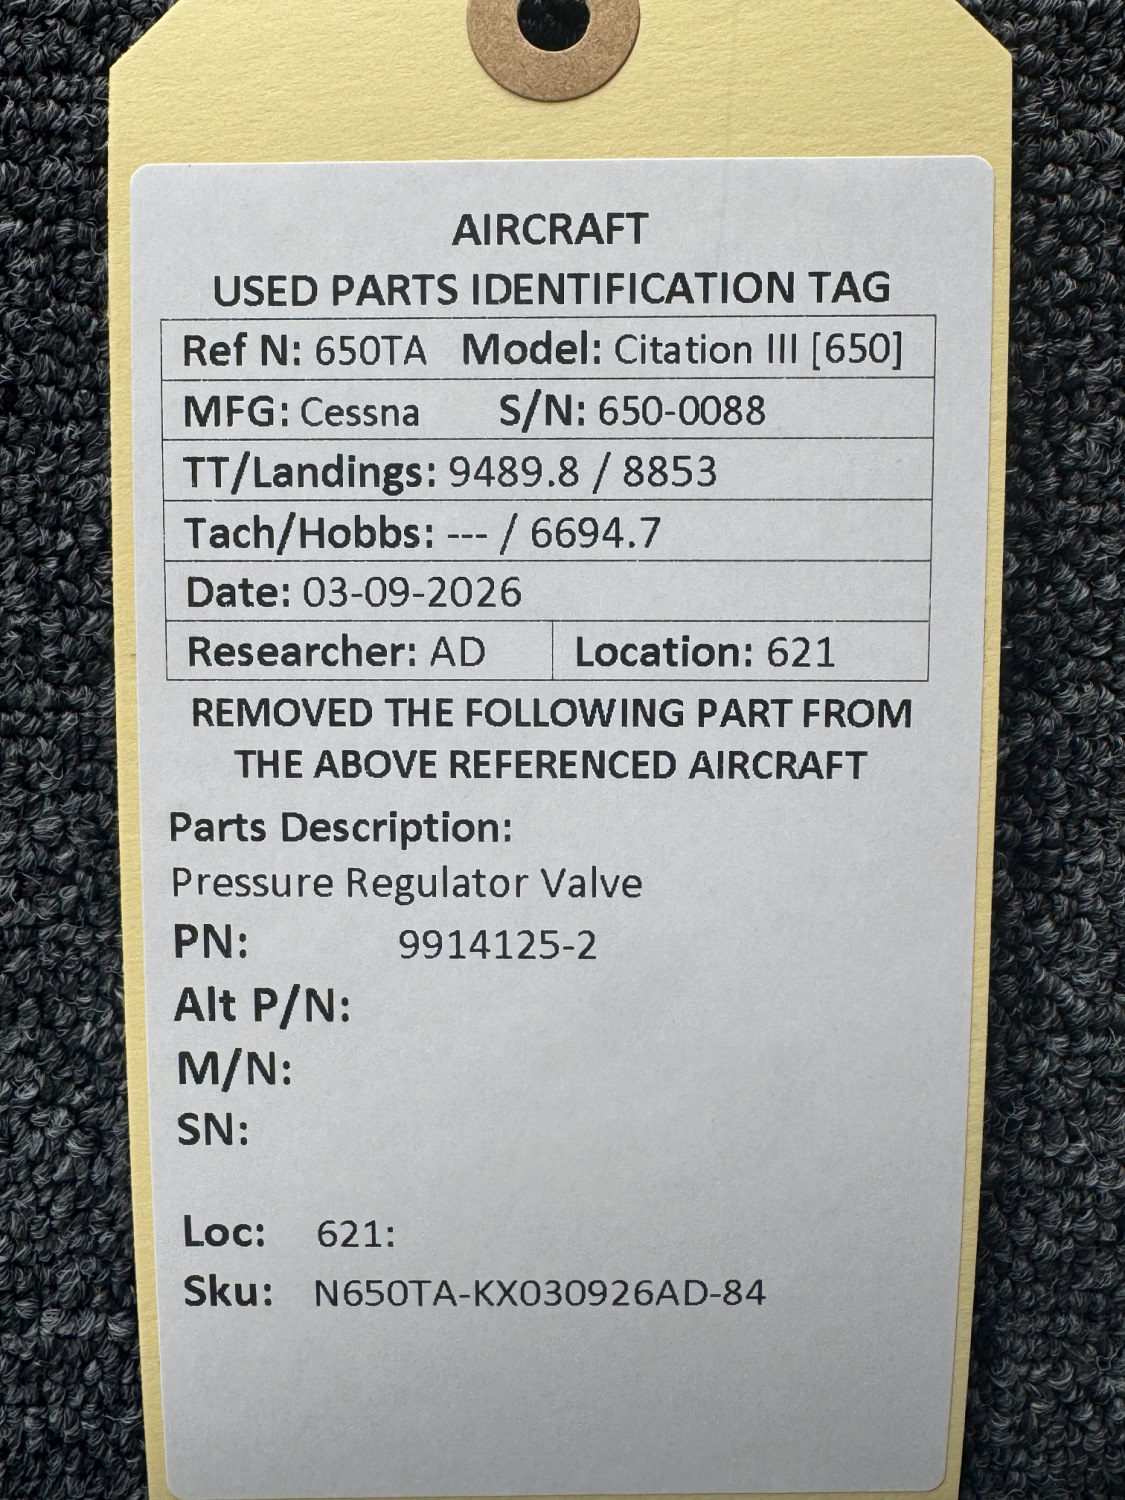 AIRCRAFT
USED PARTS IDENTIFICATION TAG
Ref N: 650TA Model: Citation III [650]
MFG: Cessna S/N: 650-0088
TT/Landings: 9489.8 / 8853
Tach/Hobbs: --- / 6694.7
Date: 03-09-2026
Researcher: AD Location: 621
REMOVED THE FOLLOWING PART FROM
THE ABOVE REFERENCED AIRCRAFT
Parts Description:
Pressure Regulator Valve
PN: 9914125-2
Alt P/N:
M/N:
SN:
Loc: 621:
Sku: N650TA-KX030926AD-84